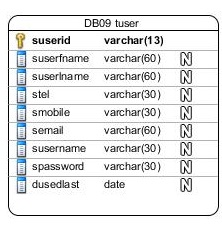 DB09 tuser
suserid varchar(13)
suserfname varchar(60) N
suserlname varchar(60) N
stel varchar(30) N
smobile varchar(30) N
semail varchar(60) N
susername varchar(30) N
spassword varchar(30) N
dusedlast date N